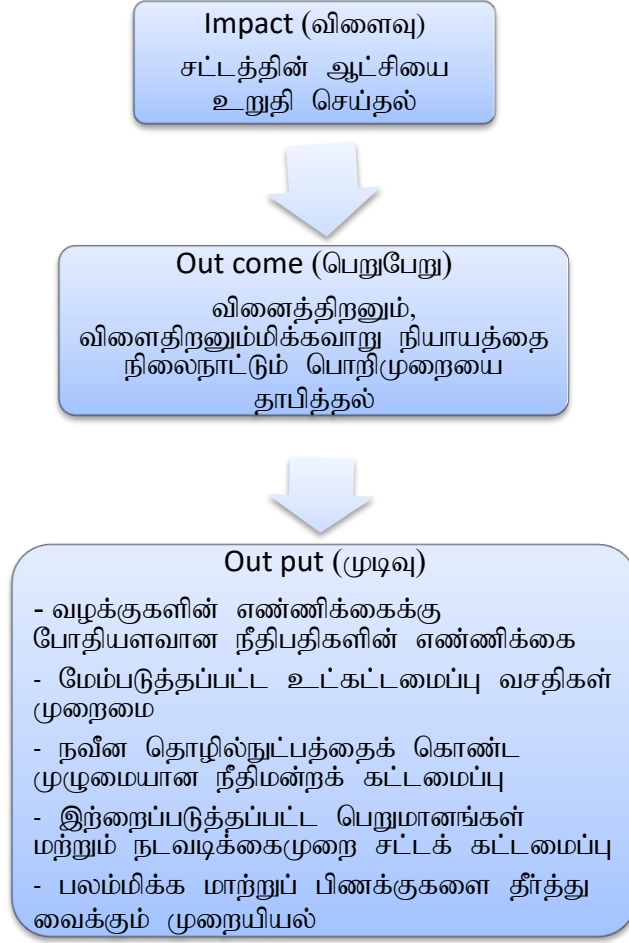 Impact (விளைவு)
சட்டத்தின் ஆட்சியை
உறுதி செய்தல்
Out come (பெறுபேறு)
வினைத்திறனும்,
விளைதிறனும்மிக்கவாறு நியாயத்தை
நிலைநாட்டும் பொறிமுறையை
தாபித்தல்
Out put (முடிவு)
- வழக்குகளின் எண்ணிக்கைக்கு
போதியளவான நீதிபதிகளின் எண்ணிக்கை
- மேம்படுத்தப்பட்ட உட்கட்டமைப்பு வசதிகள்
முறைமை
- நவீன தொழில்நுட்பத்தைக் கொண்ட
முழுமையான நீதிமன்றக் கட்டமைப்பு
- இற்றைப்படுத்தப்பட்ட பெறுமானங்கள்
மற்றும் நடவடிக்கைமுறை சட்டக் கட்டமைப்பு
- பலம்மிக்க மாற்றுப் பிணக்குகளை தீர்த்து
வைக்கும் முறையியல்